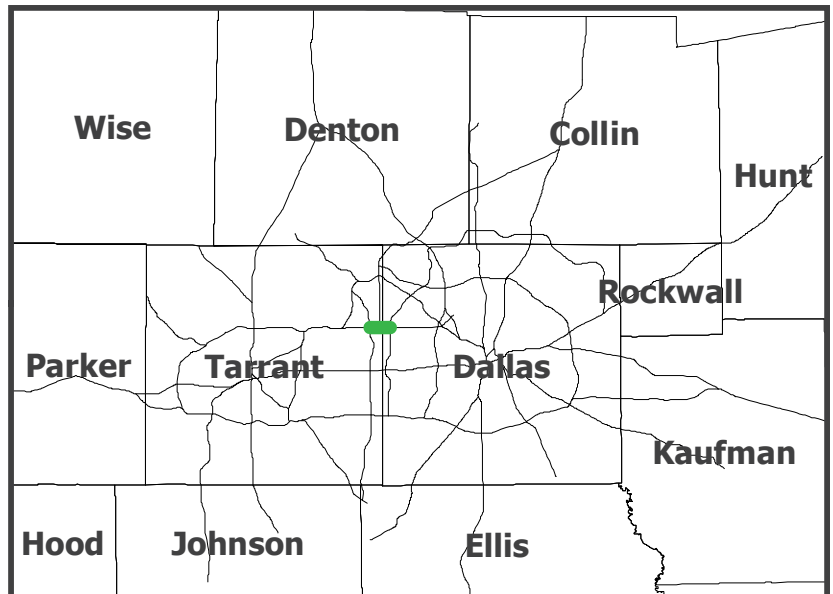 Wise
Denton
Collin
Hunt
Rockwall
Parker
Tarrant
Dallas
Kaufman
Hood
Johnson
Ellis